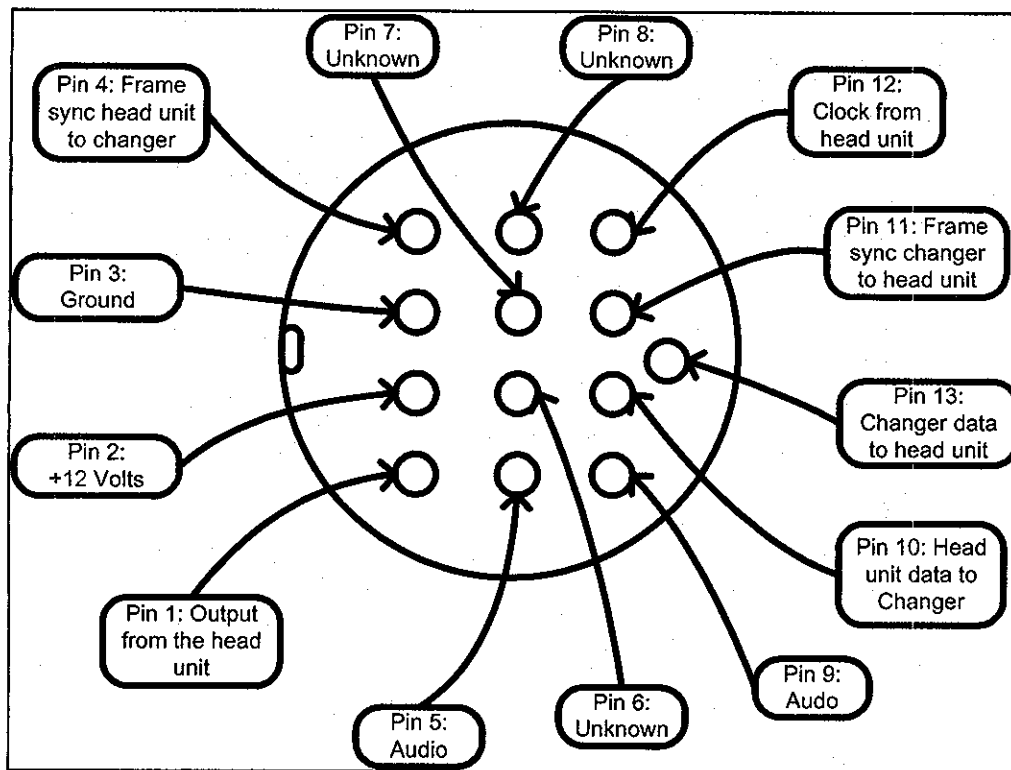 Pin 7:
Unknown
Pin 8:
Unknown
Pin 4: Frame
sync head unit
to changer
Pin 12:
Clock from
head unit
Pin 11: Frame
sync changer
to head unit
Pin 3:
Ground
Pin 13:
Changer data
to head unit
Pin 2:
+12 Volts
Pin 10: Head
unit data to
Changer
Pin 1: Output
from the head
unit
Pin 9:
Audo
Pin 6:
Unknown
Pin 5:
Audio